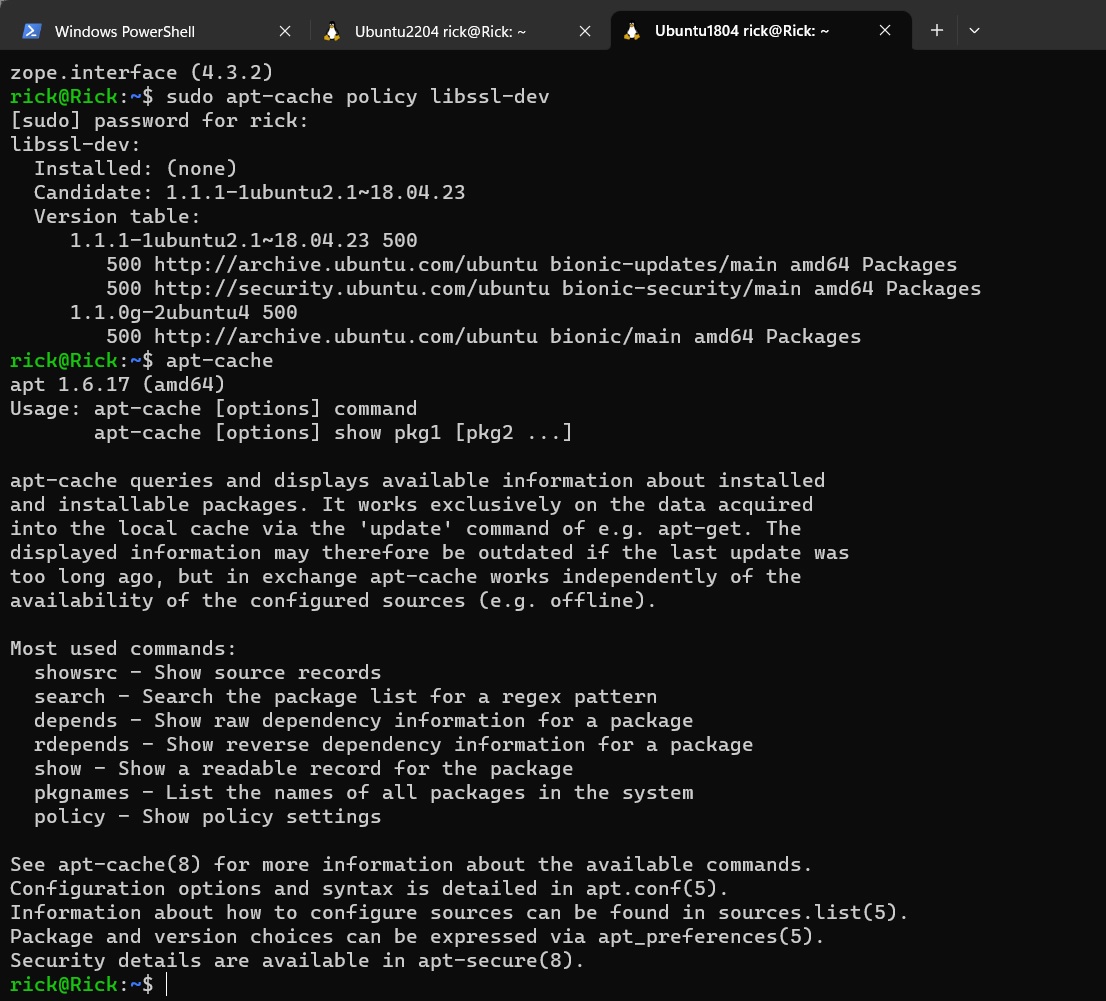 Windows PowerShell
Ubuntu2204 rick@Rick: ~
Ubuntu1804 rick@Rick: ~
zope.interface (4.3.2)
rick@Rick:~$ sudo apt-cache policy libssl-dev
[sudo] password for rick:
libssl-dev:
  Installed: (none)
  Candidate: 1.1.1-1ubuntu2.1~18.04.23
  Version table:
     1.1.1-1ubuntu2.1~18.04.23 500
        500 http://archive.ubuntu.com/ubuntu bionic-updates/main amd64 Packages
        500 http://security.ubuntu.com/ubuntu bionic-security/main amd64 Packages
     1.1.0g-2ubuntu4 500
        500 http://archive.ubuntu.com/ubuntu bionic/main amd64 Packages
rick@Rick:~$ apt-cache
apt 1.6.17 (amd64)
Usage: apt-cache [options] command
       apt-cache [options] show pkg1 [pkg2 ...]

apt-cache queries and displays available information about installed
and installable packages. It works exclusively on the data acquired
into the local cache via the 'update' command of e.g. apt-get. The
displayed information may therefore be outdated if the last update was
too long ago, but in exchange apt-cache works independently of the
availability of the configured sources (e.g. offline).

Most used commands:
  showsrc - Show source records
  search - Search the package list for a regex pattern
  depends - Show raw dependency information for a package
  rdepends - Show reverse dependency information for a package
  show - Show a readable record for the package
  pkgnames - List the names of all packages in the system
  policy - Show policy settings

See apt-cache(8) for more information about the available commands.
Configuration options and syntax is detailed in apt.conf(5).
Information about how to configure sources can be found in sources.list(5).
Package and version choices can be expressed via apt_preferences(5).
Security details are available in apt-secure(8).
rick@Rick:~$